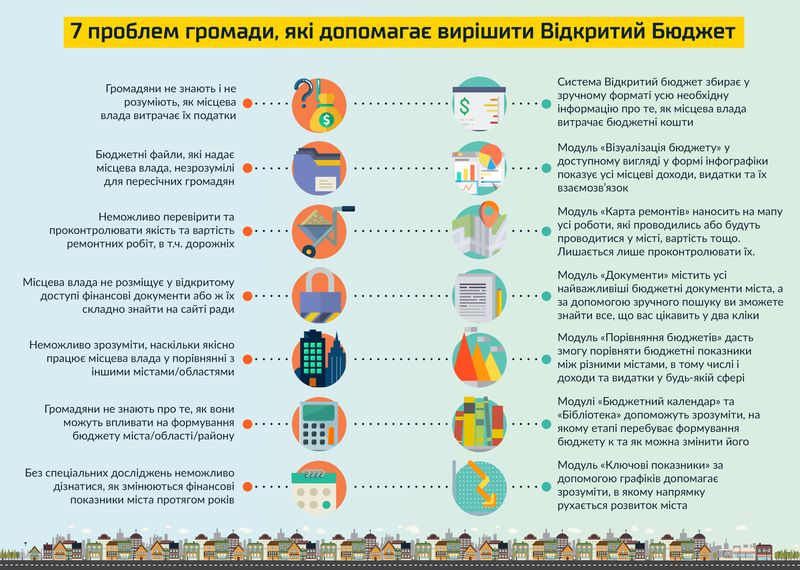 7 проблем громади, які допомагає вирішити Відкритий Бюджет
Громадяни не знають і не
розуміють, як місцева
влада витрачає їх податки
Система Відкритий бюджет збирає у
зручному форматі усю необхідну
інформацію про те, як місцева влада
витрачає бюджетні кошти
Бюджетні файли, які надає
місцева влада, незрозумілі
для пересічних громадян
Модуль «Візуалізація бюджету» у
доступному вигляді у формі інфографіки
показує усі місцеві доходи, видатки та їх
взаємозв'язок
Неможливо перевірити та
проконтролювати якість та вартість
ремонтних робіт, в т.ч. дорожніх
Модуль «Карта ремонтів» наносить на мапу
усі роботи, які проводились або будуть
проводитися у місті, вартість тощо.
Лишається лише проконтролювати їх.
Місцева влада не розміщує у відкритому
доступі фінансові документи або ж їх
складно знайти на сайті ради
Модуль «Документи» містить усі
найважливіші бюджетні документи міста, а
за допомогою зручного пошуку ви зможете
знайти все, що вас цікавить у два кліки
Неможливо зрозуміти, наскільки якісно
працює місцева влада у порівнянні з
іншими містами/областями
Модуль «Порівняння бюджетів» дасть
змогу порівняти бюджетні показники
між різними містами, в тому числі і
доходи та видатки у будь-якій сфері
Громадяни не знають про те, як вони
можуть впливати на формування
бюджету міста/області/району
Модулі «Бюджетний календар» та
«Бібліотека» допоможуть зрозуміти, на
якому етапі перебуває формування
бюджету к та як можна змінити його
Без спеціальних досліджень неможливо
дізнатися, як змінюються фінансові
показники міста протягом років
Модуль «Ключові показники» за
допомогою графіків допомагає
зрозуміти, в якому напрямку
рухається розвиток міста